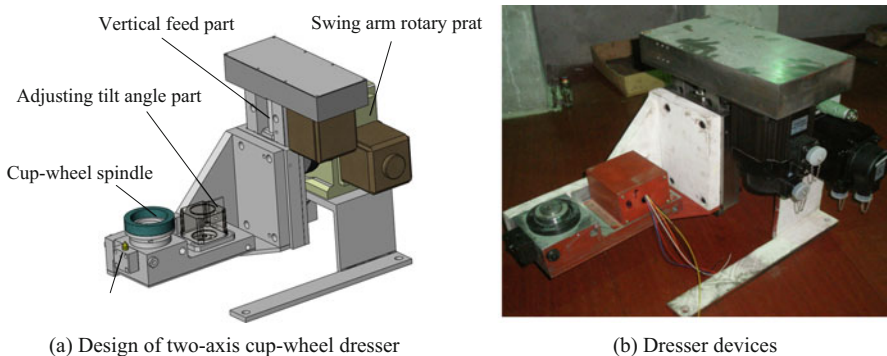 Vertical feed part
Swing arm rotary prat
Adjusting tilt angle part
Cup-wheel spindle
(a) Design of two-axis cup-wheel dresser
(b) Dresser devices